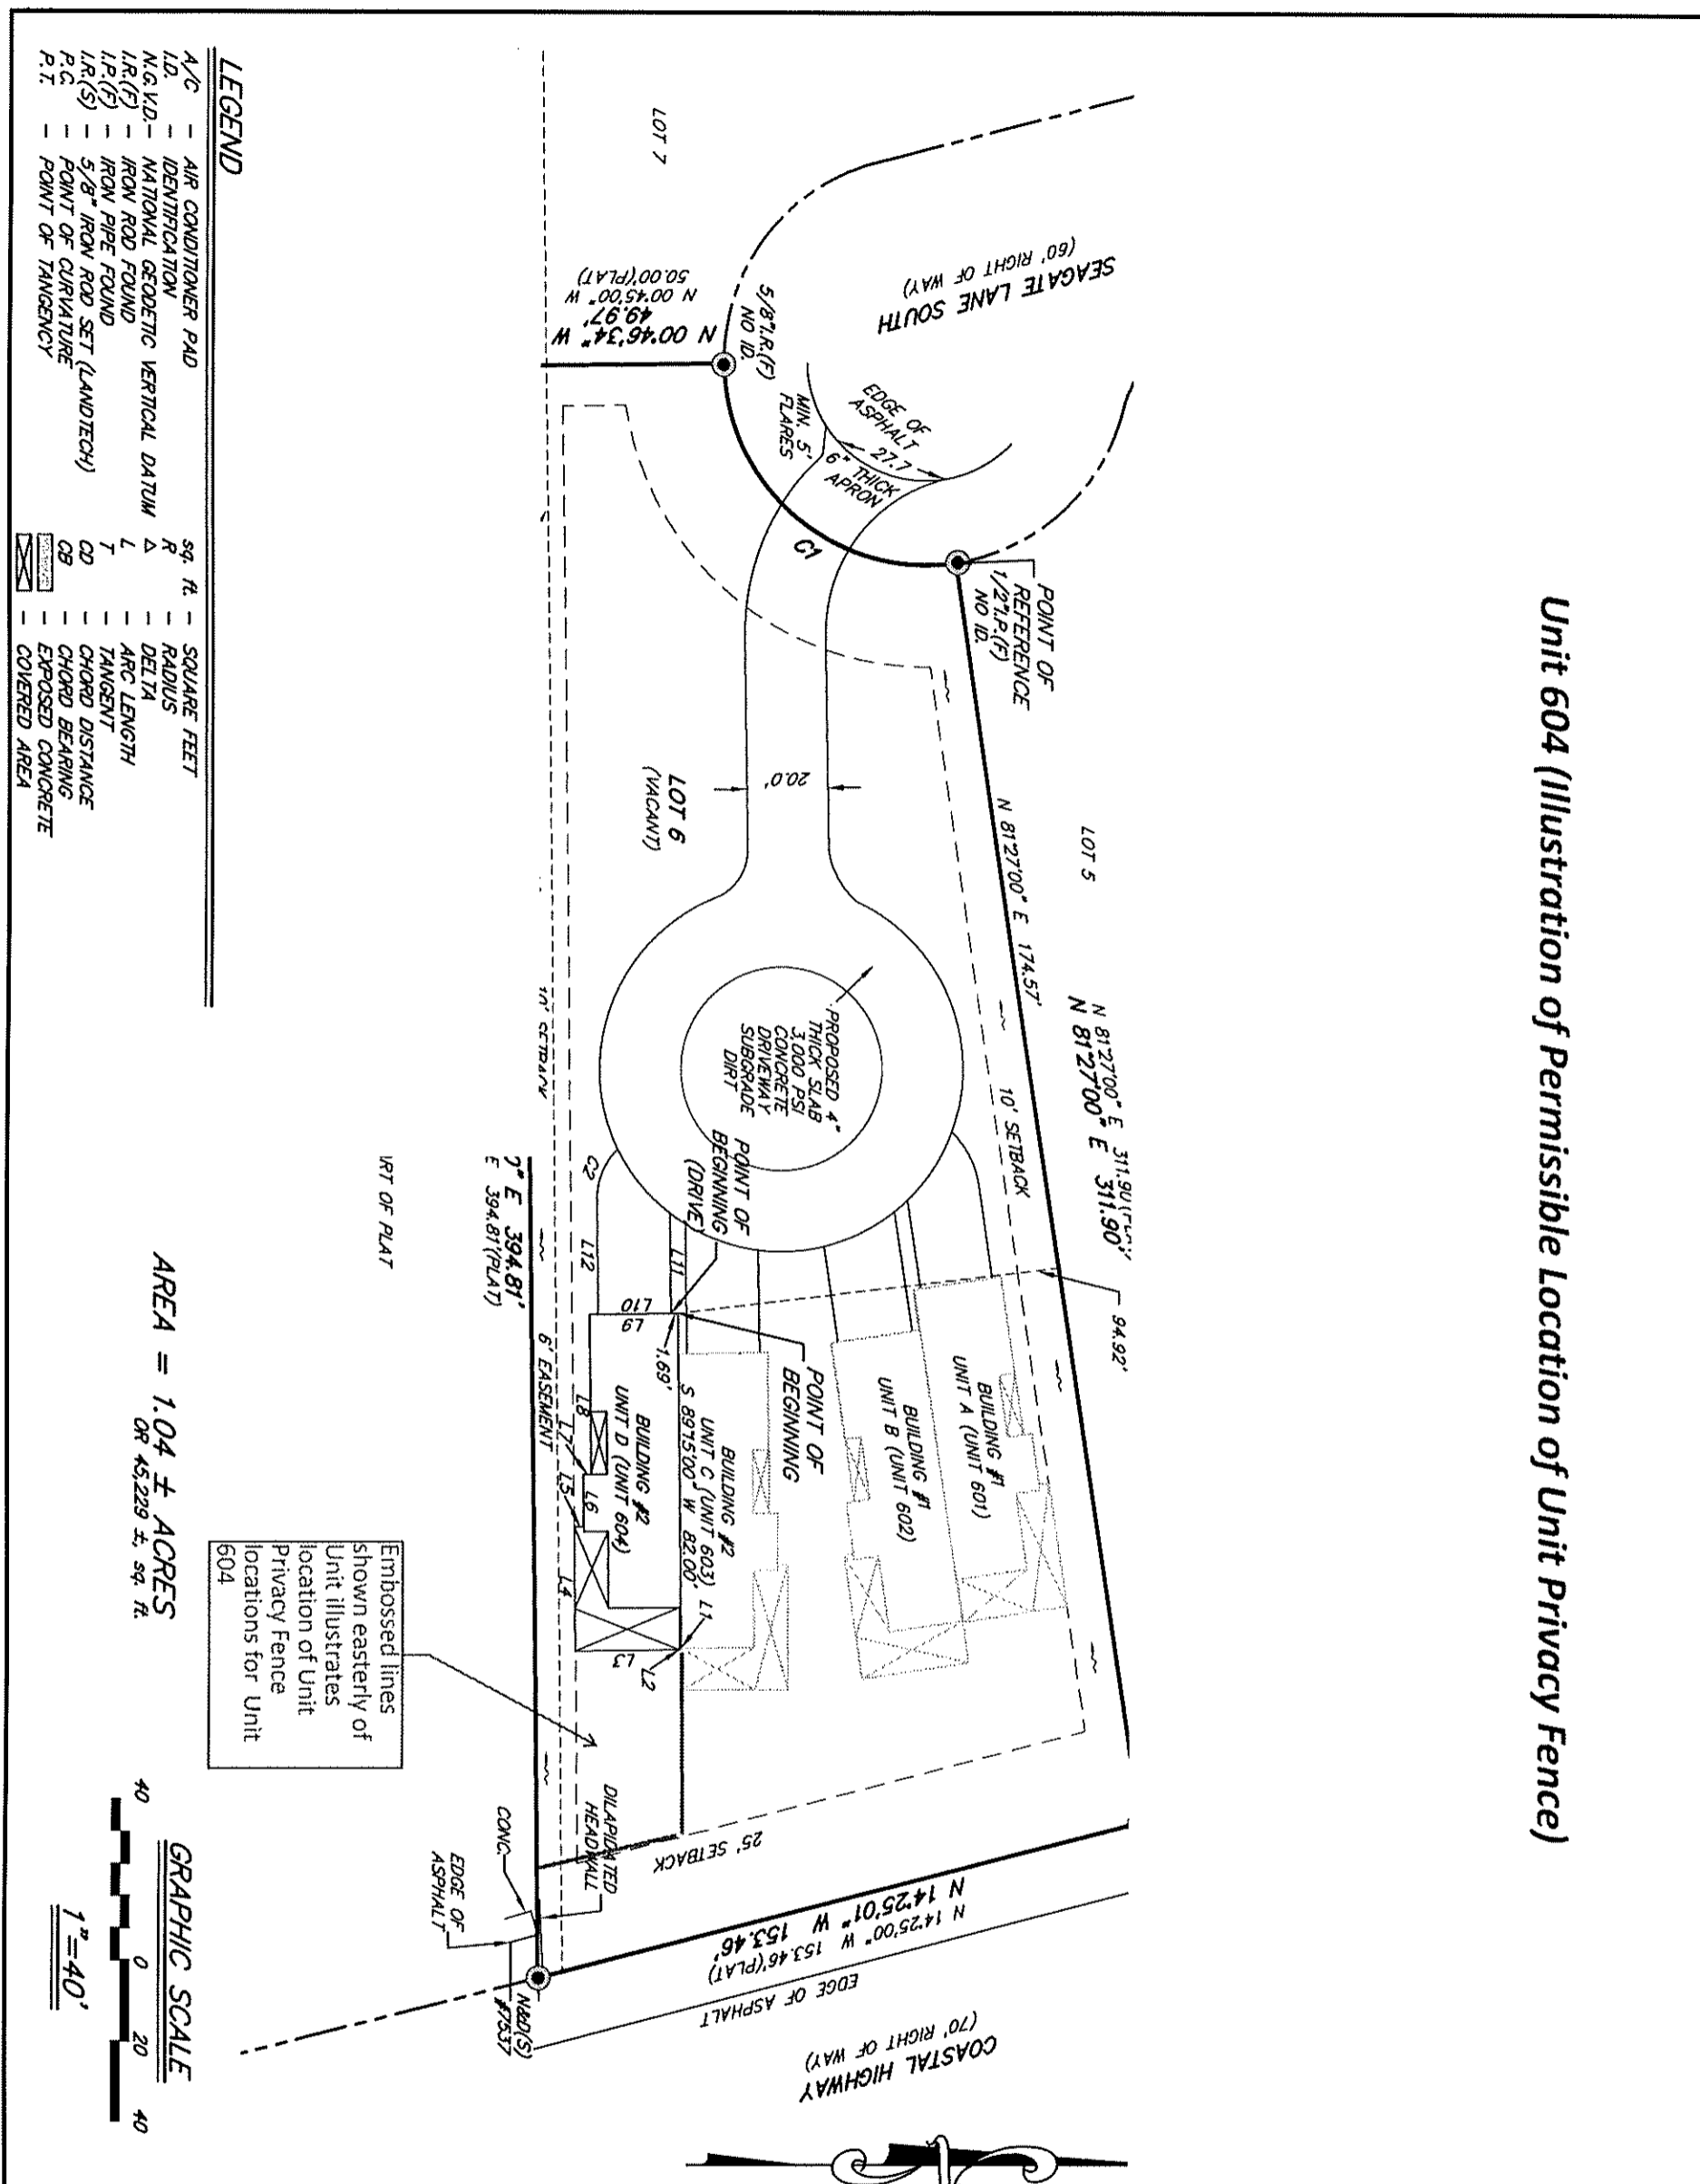 Unit 604 (Illustration of Permissible Location of Unit Privacy Fence)
SEAGATE LANE SOUTH
(60' RIGHT OF WAY)
LOT 7
N 00°46'34" W
49.97'
N 00°45'00" W
50.00'(PLAT)
5/8"I.R.(F)
NO ID.
EDGE OF
ASPHALT
27.7
6" THICK
APRON
MIN. 5'
FLARES
C1
POINT OF
REFERENCE
1/2"I.P.(F)
NO ID.
LOT 5
N 81°27'00" E 174.57'
N 81°27'00" E 311.90'(PLAT)
N 81°27'00" E 311.90'
10' SETBACK
20.0'
LOT 6
(VACANT)
PROPOSED 4"
THICK SLAB
3,000 PSI
CONCRETE
DRIVEWAY
SUBGRADE
DIRT
POINT OF
BEGINNING
(DRIVE)
10' SETBACK
C2
L12
L11
L10
L9
1.69'
94.92'
POINT OF
BEGINNING
BUILDING #1
UNIT A (UNIT 601)
BUILDING #1
UNIT B (UNIT 602)
BUILDING #2
UNIT C (UNIT 603)
S 89°15'00" W 82.00'
BUILDING #2
UNIT D (UNIT 604)
L1
L2
L3
L4
L5
L6
L7
L8
6' EASEMENT
)" E 394.81'
E 394.81'(PLAT)
RT OF PLAT
25' SETBACK
DILAPIDATED
HEADWALL
CONC.
EDGE OF
ASPHALT
N&D(S)
#7537
N 14°25'01" W 153.46'
N 14°25'00" W 153.46'(PLAT)
EDGE OF ASPHALT
COASTAL HIGHWAY
(70' RIGHT OF WAY)
AREA = 1.04 ± ACRES
OR 45,229 ±, sq. ft.
Embossed lines
shown easterly of
Unit illustrates
location of Unit
Privacy Fence
locations for Unit
604
LEGEND
A/C - AIR CONDITIONER PAD
I.D. - IDENTIFICATION
N.G.V.D.- NATIONAL GEODETIC VERTICAL DATUM
I.R.(F) - IRON ROD FOUND
I.P.(F) - IRON PIPE FOUND
I.R.(S) - 5/8" IRON ROD SET (LANDTECH)
P.C. - POINT OF CURVATURE
P.T. - POINT OF TANGENCY
sq. ft. - SQUARE FEET
R - RADIUS
Δ - DELTA
L - ARC LENGTH
T - TANGENT
CD - CHORD DISTANCE
CB - CHORD BEARING
- EXPOSED CONCRETE
- COVERED AREA
GRAPHIC SCALE
40 0 20 40
1"=40'